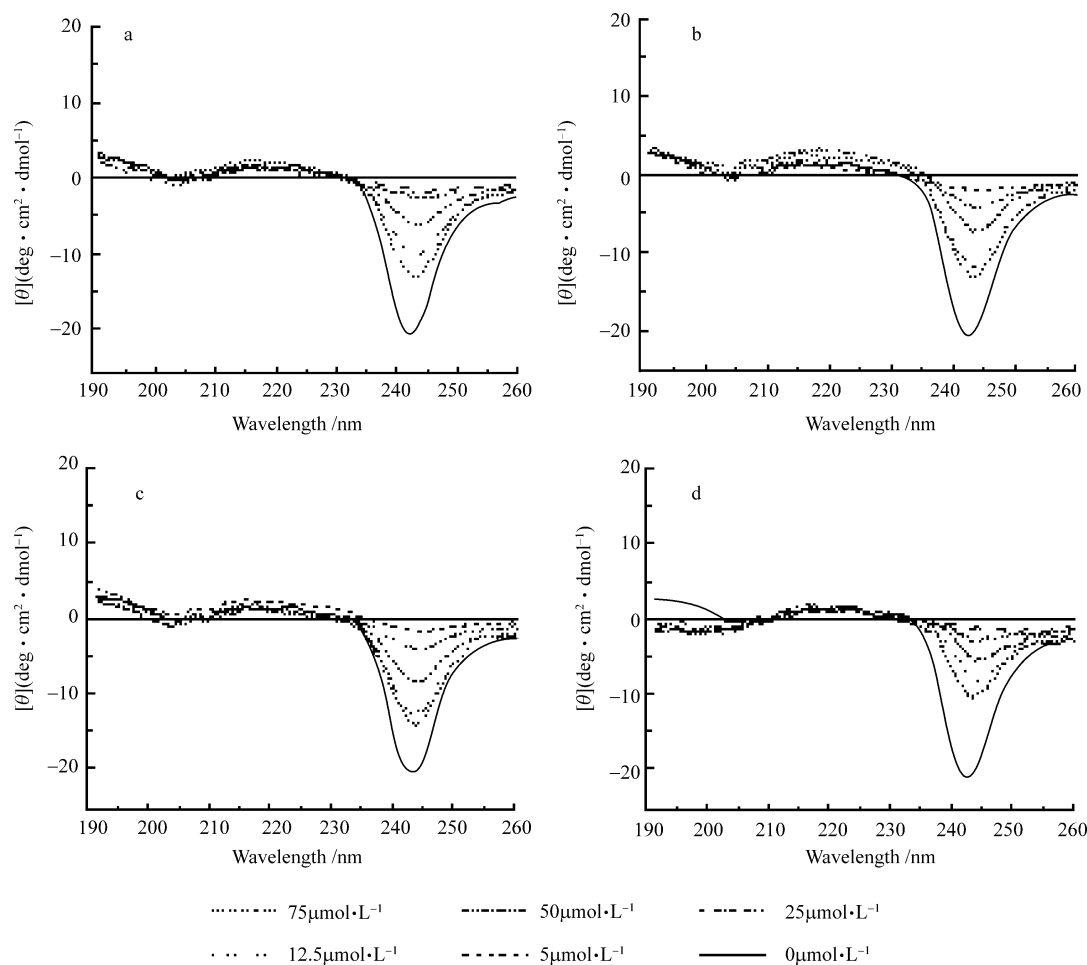 a
20
10
0
−10
−20
[θ](deg • cm² • dmol⁻¹)
190 200 210 220 230 240 250 260
Wavelength /nm
b
20
10
0
−10
−20
[θ](deg • cm² • dmol⁻¹)
190 200 210 220 230 240 250 260
Wavelength /nm
c
20
10
0
−10
−20
[θ](deg • cm² • dmol⁻¹)
190 200 210 220 230 240 250 260
Wavelength /nm
d
20
10
0
−10
−20
[θ](deg • cm² • dmol⁻¹)
190 200 210 220 230 240 250 260
Wavelength /nm
75μmol•L⁻¹ 50μmol•L⁻¹ 25μmol•L⁻¹
12.5μmol•L⁻¹ 5μmol•L⁻¹ 0μmol•L⁻¹